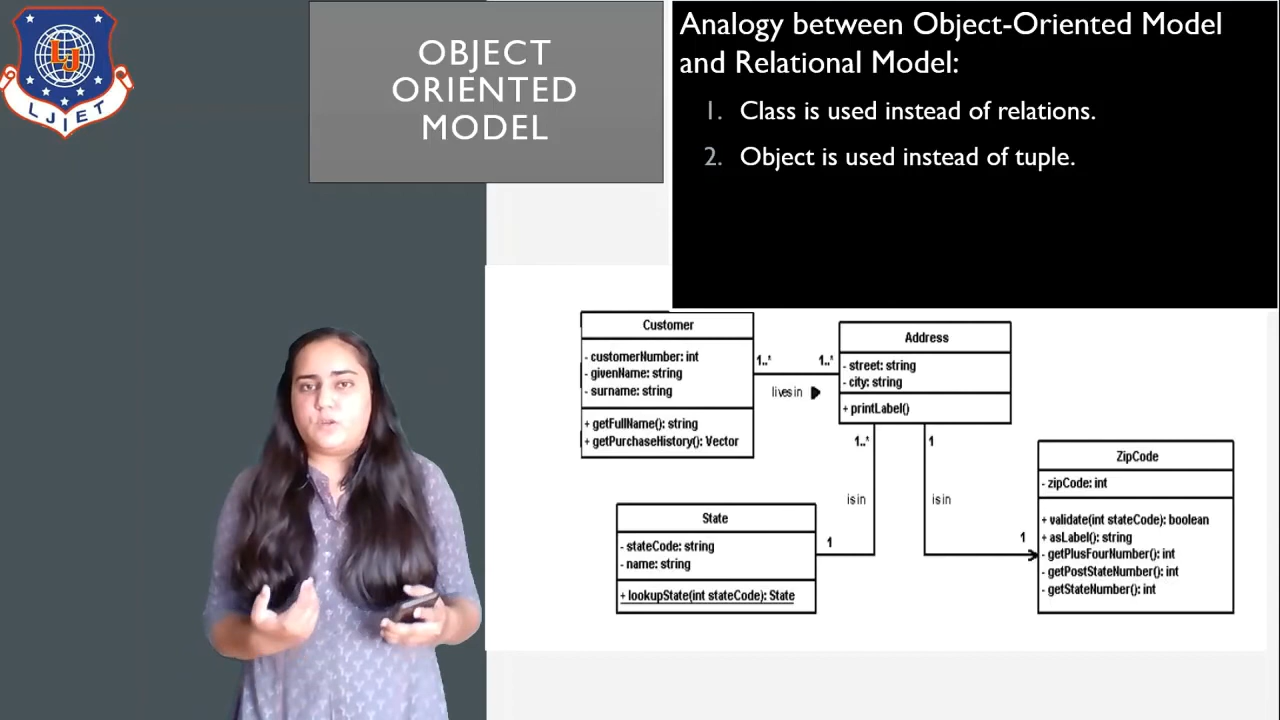 LJ
LJIET
OBJECT
ORIENTED
MODEL
Analogy between Object-Oriented Model
and Relational Model:
1. Class is used instead of relations.
2. Object is used instead of tuple.
Customer
- customerNumber: int
- givenName: string
- surname: string
+ getFullName(): string
+ getPurchaseHistory(): Vector
1..*
1..*
lives in
Address
- street: string
- city: string
+ printLabel()
1..*
1
is in
is in
State
- stateCode: string
- name: string
+ lookupState(int stateCode): State
1
1
ZipCode
- zipCode: int
+ validate(int stateCode): boolean
+ asLabel(): string
- getPlusFourNumber(): int
- getPostStateNumber(): int
- getStateNumber(): int